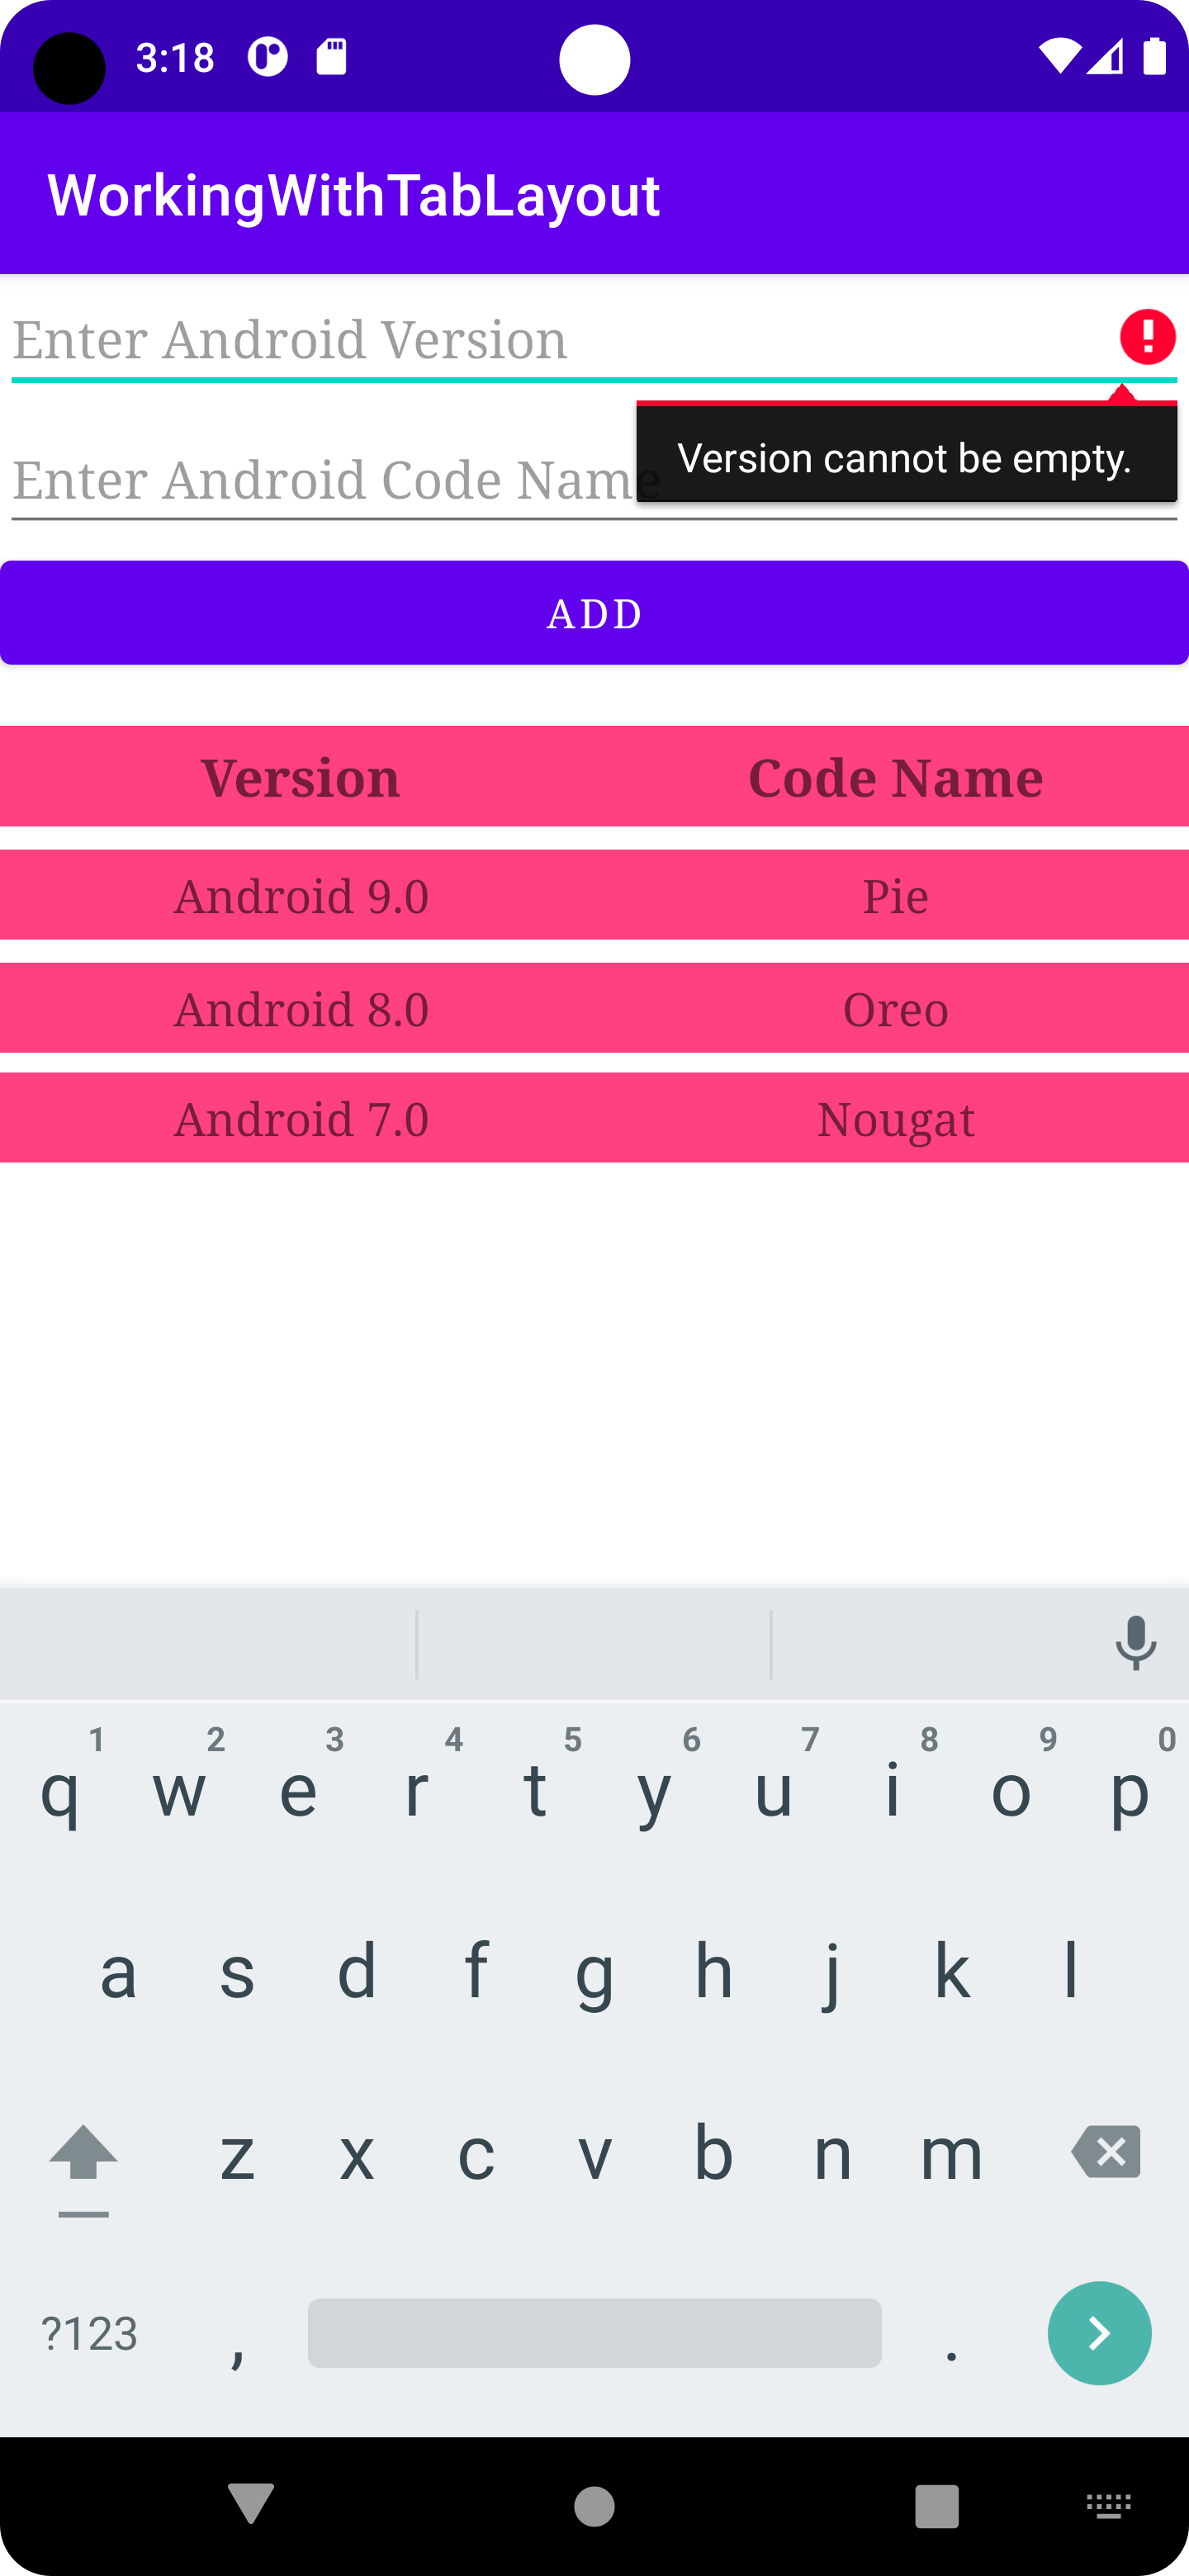 3:18
WorkingWithTabLayout
Enter Android Version
Version cannot be empty.
Enter Android Code Name
ADD
Version Code Name
Android 9.0 Pie
Android 8.0 Oreo
Android 7.0 Nougat
1 2 3 4 5 6 7 8 9 0
q w e r t y u i o p
a s d f g h j k l
z x c v b n m
?123 , .